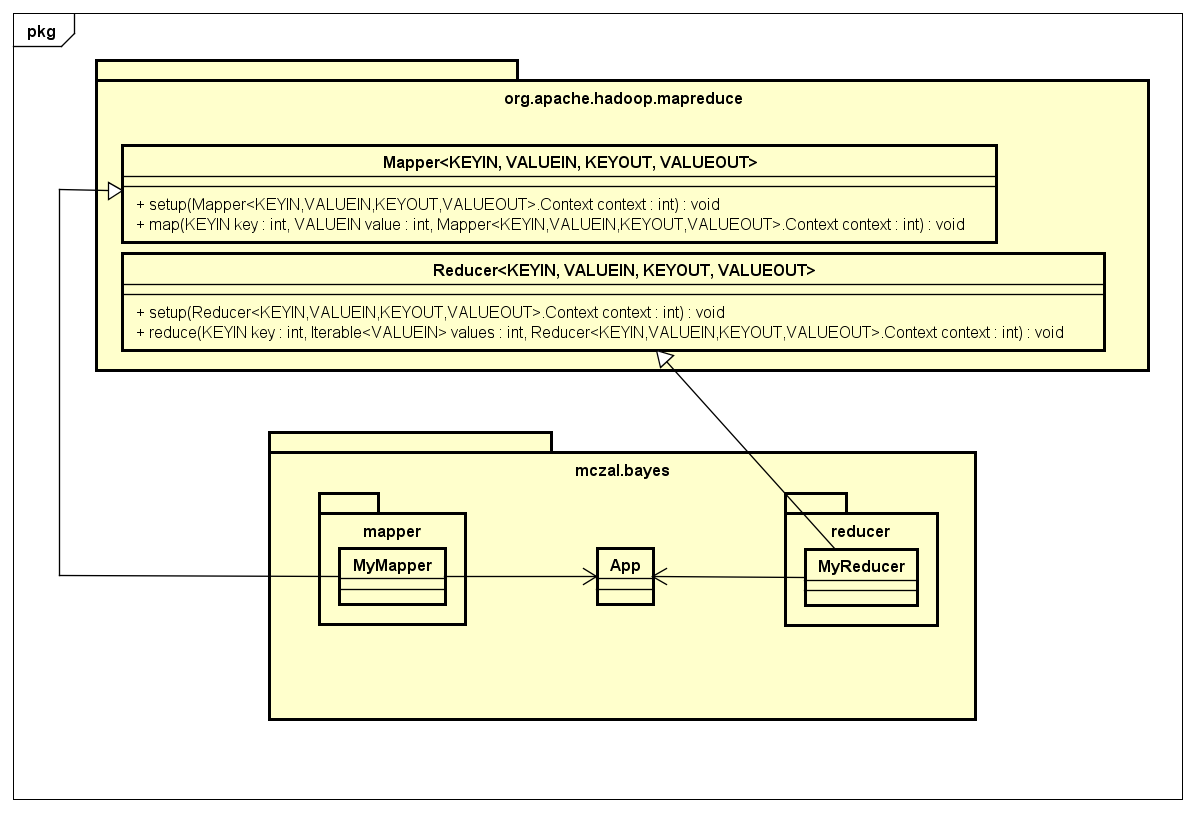 pkg
org.apache.hadoop.mapreduce
Mapper<KEYIN, VALUEIN, KEYOUT, VALUEOUT>
+ setup(Mapper<KEYIN,VALUEIN,KEYOUT,VALUEOUT>.Context context : int) : void
+ map(KEYIN key : int, VALUEIN value : int, Mapper<KEYIN,VALUEIN,KEYOUT,VALUEOUT>.Context context : int) : void
Reducer<KEYIN, VALUEIN, KEYOUT, VALUEOUT>
+ setup(Reducer<KEYIN,VALUEIN,KEYOUT,VALUEOUT>.Context context : int) : void
+ reduce(KEYIN key : int, Iterable<VALUEIN> values : int, Reducer<KEYIN,VALUEIN,KEYOUT,VALUEOUT>.Context context : int) : void
mczal.bayes
mapper
MyMapper
App
reducer
MyReducer